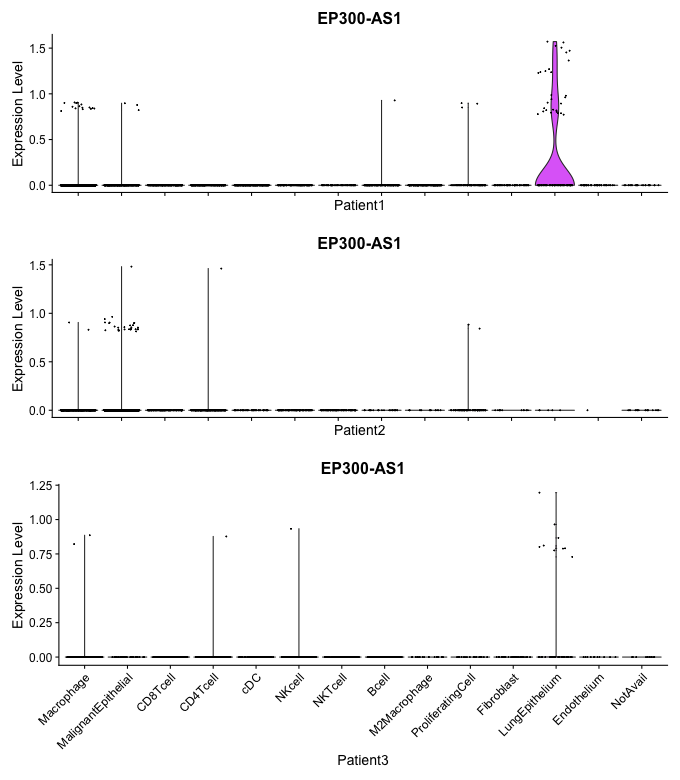 EP300-AS1
Expression Level
1.5
1.0
0.5
0.0
Patient1
EP300-AS1
Expression Level
1.5
1.0
0.5
0.0
Patient2
EP300-AS1
Expression Level
1.25
1.00
0.75
0.50
0.25
0.00
Macrophage
MalignantEpithelial
CD8Tcell
CD4Tcell
cDC
NKcell
NKTcell
Bcell
M2Macrophage
ProliferatingCell
Fibroblast
LungEpithelium
Endothelium
NotAvail
Patient3